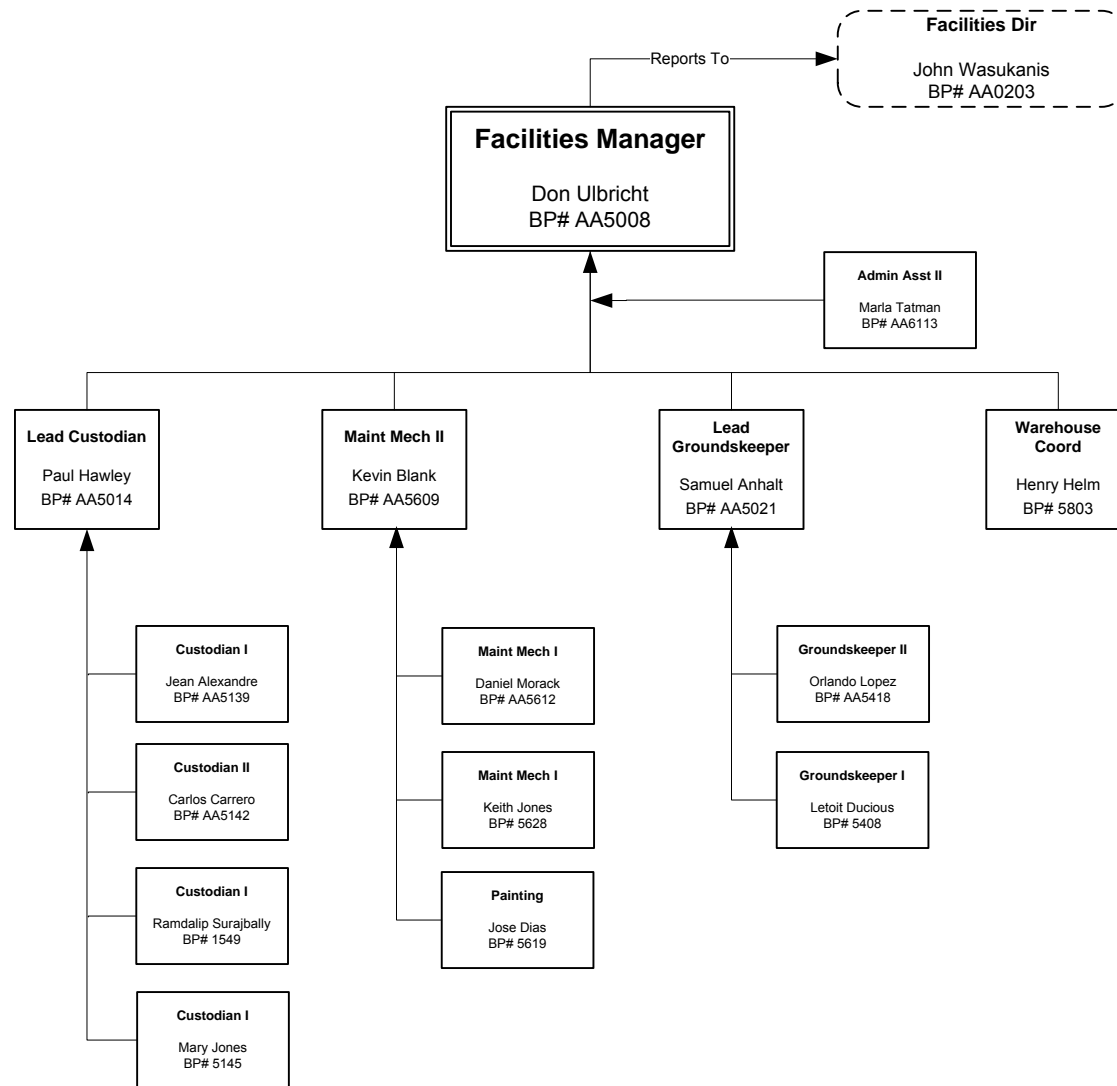 Facilities Dir
John Wasukanis
BP# AA0203
Reports To
Facilities Manager
Don Ulbricht
BP# AA5008
Admin Asst II
Marla Tatman
BP# AA6113
Lead Custodian
Paul Hawley
BP# AA5014
Maint Mech II
Kevin Blank
BP# AA5609
Lead
Groundskeeper
Samuel Anhalt
BP# AA5021
Warehouse
Coord
Henry Helm
BP# 5803
Custodian I
Jean Alexandre
BP# AA5139
Custodian II
Carlos Carrero
BP# AA5142
Custodian I
Ramdalip Surajbally
BP# 1549
Custodian I
Mary Jones
BP# 5145
Maint Mech I
Daniel Morack
BP# AA5612
Maint Mech I
Keith Jones
BP# 5628
Painting
Jose Dias
BP# 5619
Groundskeeper II
Orlando Lopez
BP# AA5418
Groundskeeper I
Letoit Ducious
BP# 5408